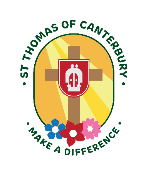 • ST THOMAS OF CANTERBURY •
MAKE A DIFFERENCE